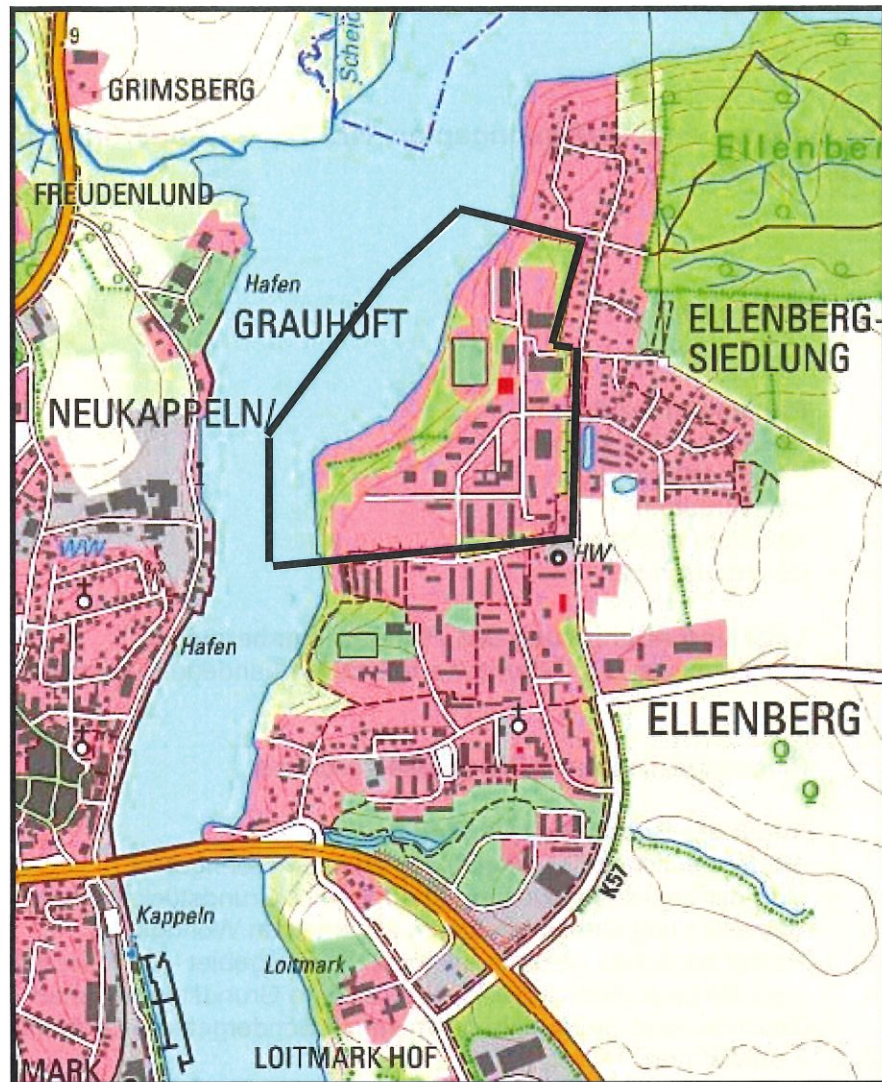 9
Scheid
GRIMSBERG
Ellenber
FREUDENLUND
Hafen
GRAUHÖFT
ELLENBERG-
SIEDLUNG
NEUKAPPELN/
WW
HW
Hafen
ELLENBERG
K57
Kappeln
Loitmark
LOITMARK HOF
MARK